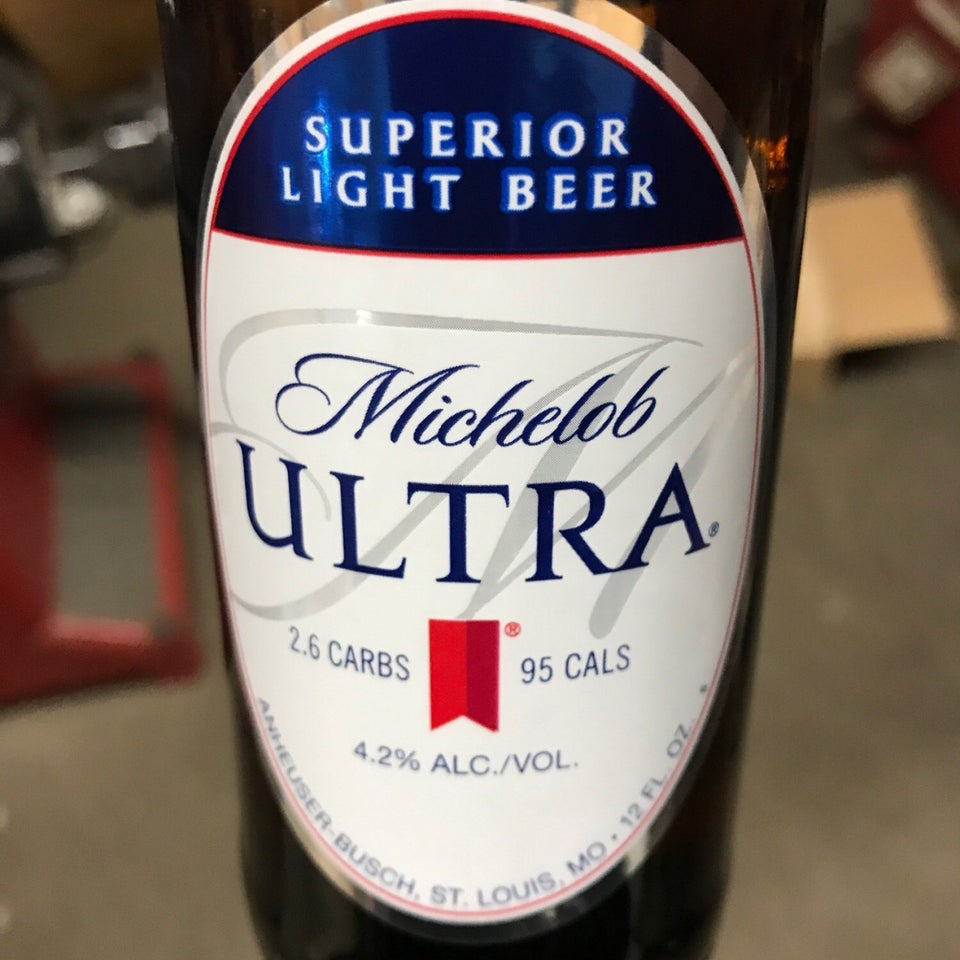 SUPERIOR
LIGHT BEER
Michelob
ULTRA®
2.6 CARBS ® 95 CALS
4.2% ALC./VOL.
ANHEUSER-BUSCH, ST. LOUIS, MO • 12 FL. OZ.